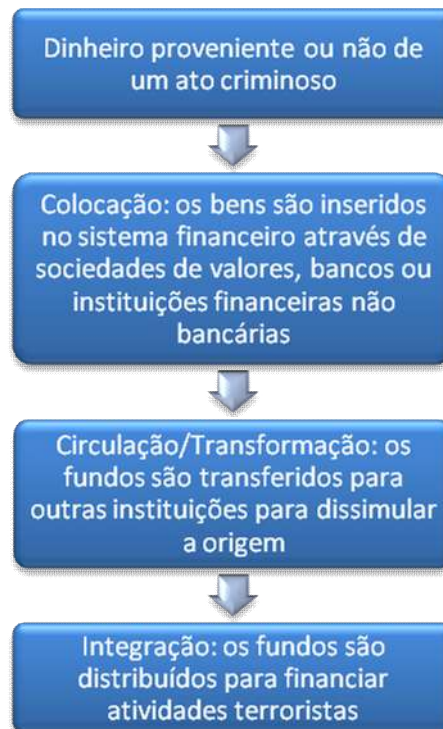 Dinheiro proveniente ou não de
um ato criminoso
Colocação: os bens são inseridos
no sistema financeiro através de
sociedades de valores, bancos ou
instituições financeiras não
bancárias
Circulação/Transformação: os
fundos são transferidos para
outras instituições para dissimular
a origem
Integração: os fundos são
distribuídos para financiar
atividades terroristas